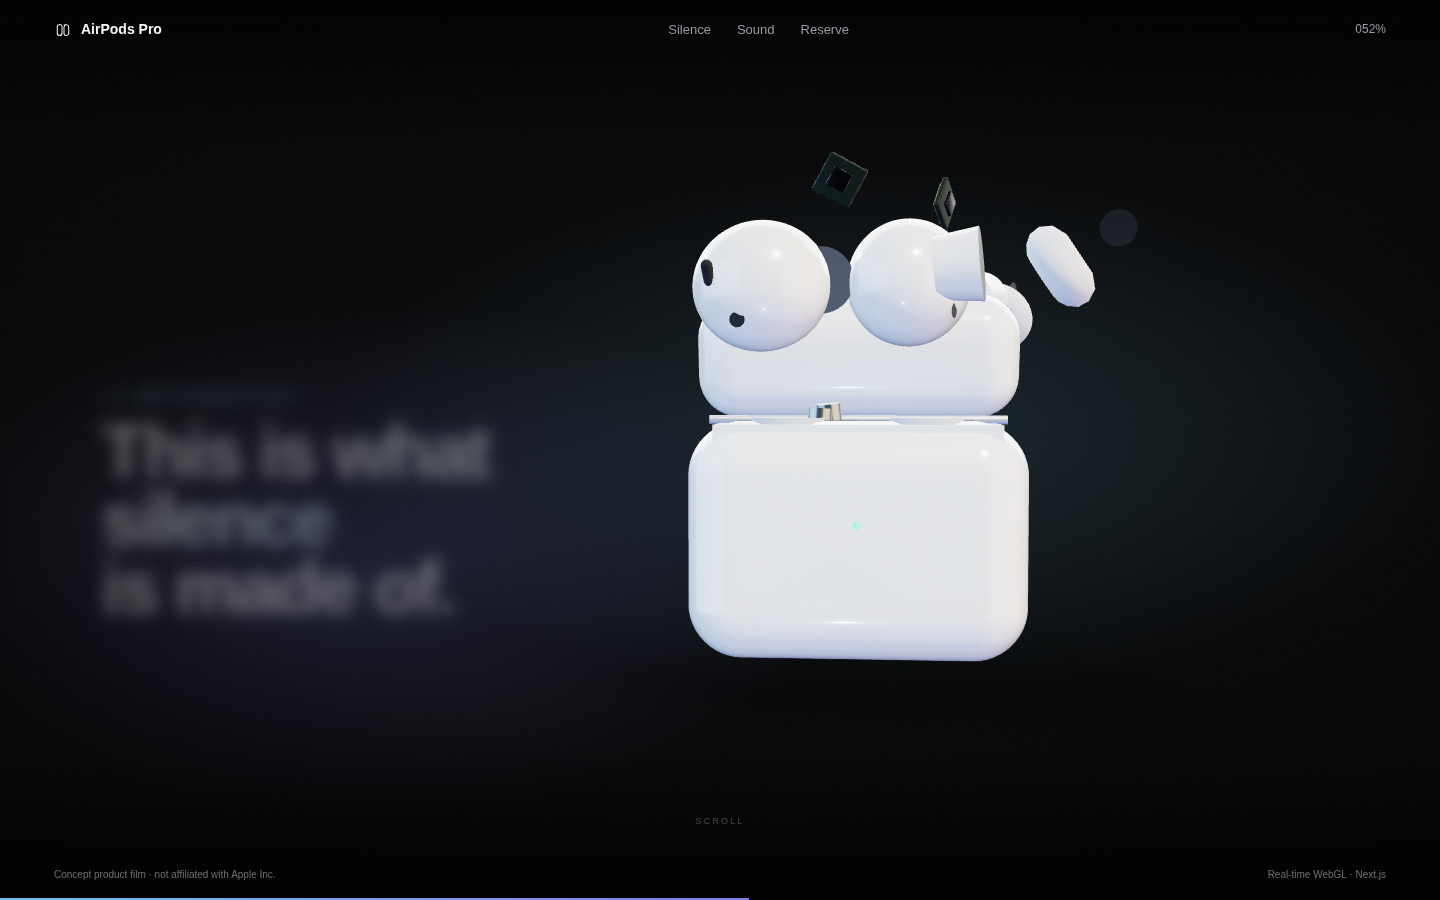 AirPods Pro
Silence
Sound
Reserve
052%
This is what
silence
is made of.
SCROLL
Concept product film · not affiliated with Apple Inc.
Real-time WebGL · Next.js